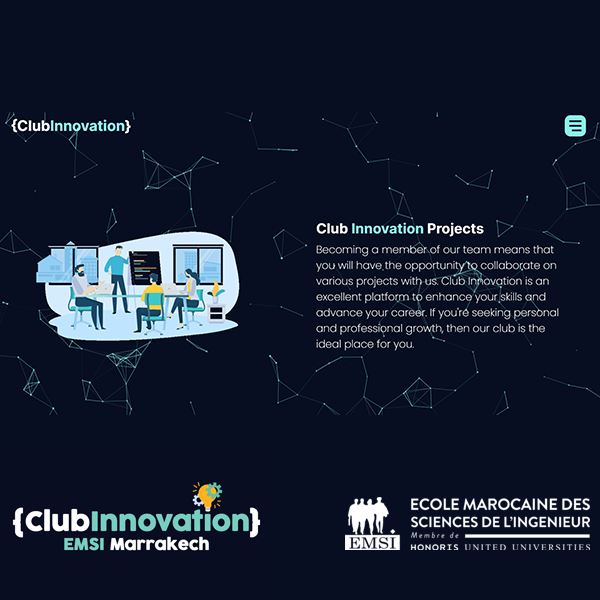 {ClubInnovation}
Club Innovation Projects
Becoming a member of our team means that
you will have the opportunity to collaborate on
various projects with us. Club Innovation is an
excellent platform to enhance your skills and
advance your career. If you're seeking personal
and professional growth, then our club is the
ideal place for you.
{ClubInnovation}
EMSI Marrakech
EMSI
ECOLE MAROCAINE DES
SCIENCES DE L'INGENIEUR
Membre de
HONORIS UNITED UNIVERSITIES